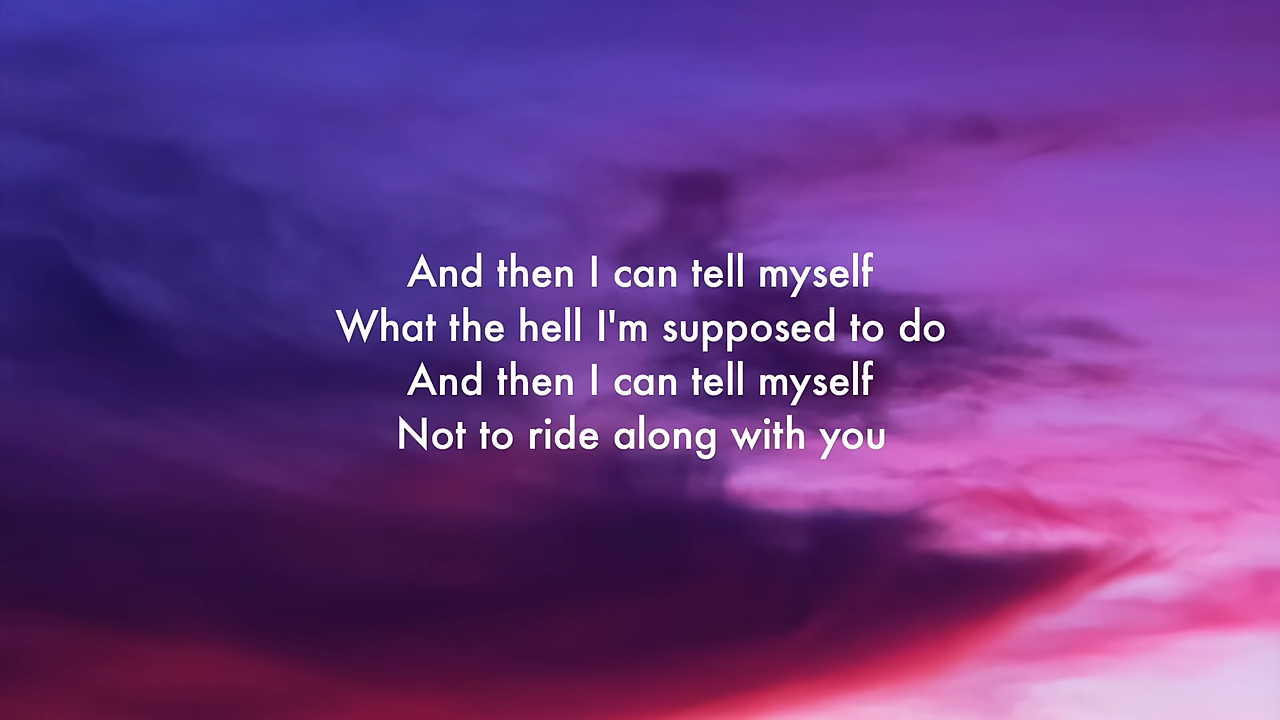 And then I can tell myself
What the hell I'm supposed to do
And then I can tell myself
Not to ride along with you